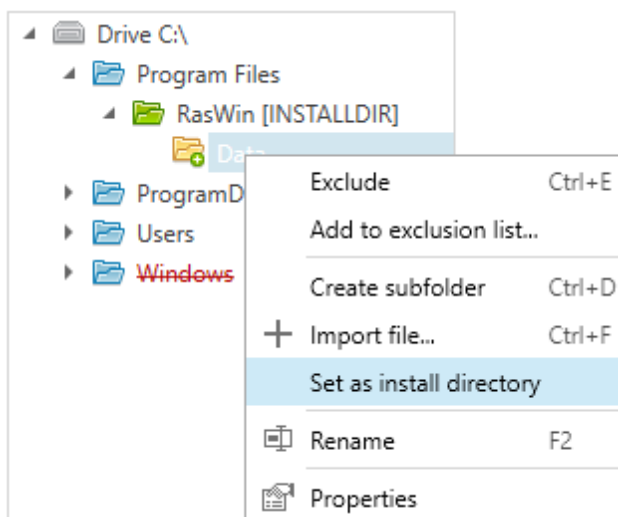 Drive C:\
Program Files
RasWin [INSTALLDIR]
Data
ProgramD
Users
Windows
Exclude Ctrl+E
Add to exclusion list...
Create subfolder Ctrl+D
Import file... Ctrl+F
Set as install directory
Rename F2
Properties